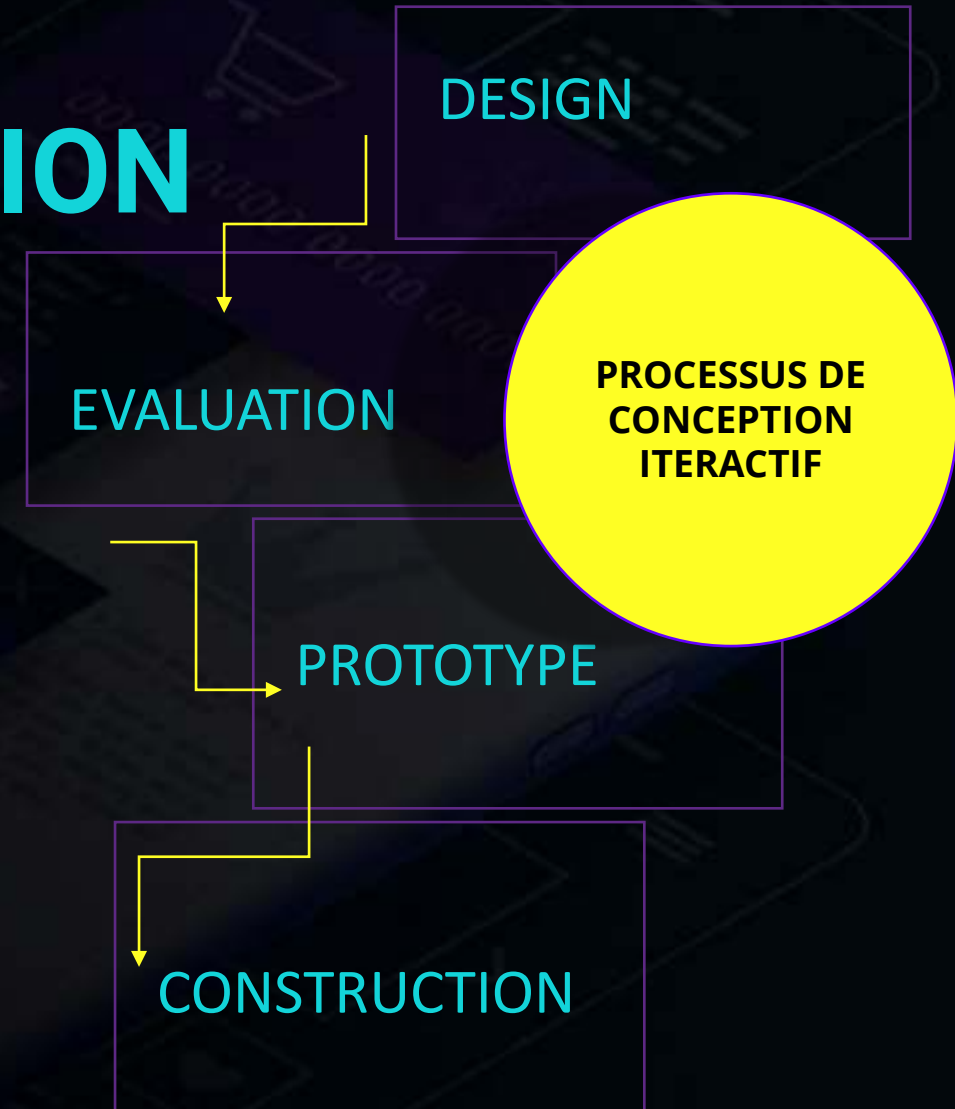 DESIGN
ION
EVALUATION
PROCESSUS DE
CONCEPTION
ITERACTIF
PROTOTYPE
CONSTRUCTION